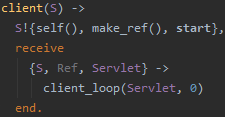 client(S) ->
S!{self(), make_ref(), start},
receive
{S, Ref, Servlet} ->
client_loop(Servlet, 0)
end.